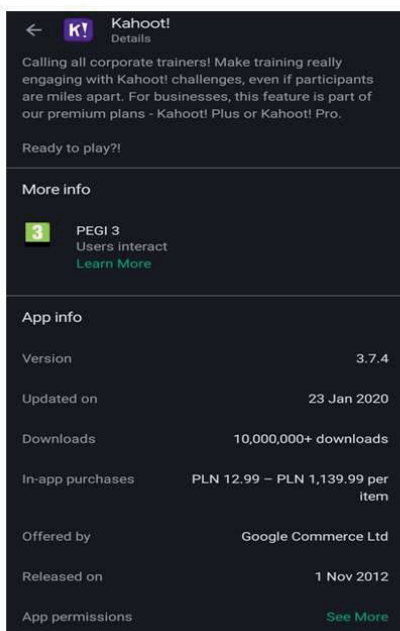 K!
Kahoot!
Details
Calling all corporate trainers! Make training really
engaging with Kahoot! challenges, even if participants
are miles apart. For businesses, this feature is part of
our premium plans - Kahoot! Plus or Kahoot! Pro.
Ready to play?!
More info
3
PEGI 3
Users interact
Learn More
App info
Version 3.7.4
Updated on 23 Jan 2020
Downloads 10,000,000+ downloads
In-app purchases PLN 12.99 – PLN 1,139.99 per
item
Offered by Google Commerce Ltd
Released on 1 Nov 2012
App permissions See More